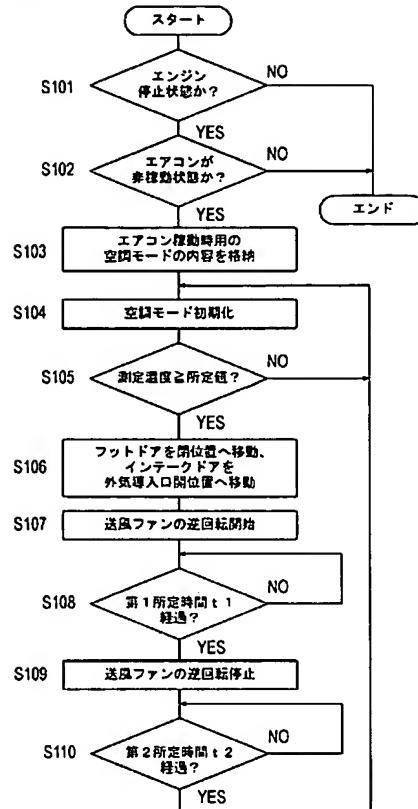 スタート
S101
エンジン
停止状態か?
NO
YES
S102
エアコンが
非稼動状態か?
NO
エンド
YES
S103
エアコン稼動時用の
空調モードの内容を格納
S104
空調モード初期化
S105
測定温度≧所定値?
NO
YES
S106
フットドアを閉位置へ移動、
インテークドアを
外気導入口開位置へ移動
S107
送風ファンの逆回転開始
S108
第1所定時間t1
経過?
NO
YES
S109
送風ファンの逆回転停止
S110
第2所定時間t2
経過?
NO
YES